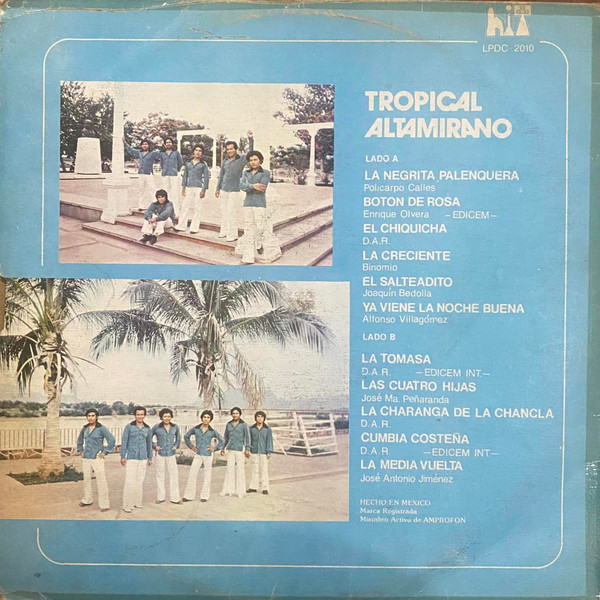 hit
LPDC - 2010
TROPICAL
ALTAMIRANO
LADO A
LA NEGRITA PALENQUERA
Policarpo Calles
BOTON DE ROSA
Enrique Olvera —EDICEM—
EL CHIQUICHA
D.A.R.
LA CRECIENTE
Binomio
EL SALTEADITO
Joaquín Bedolla
YA VIENE LA NOCHE BUENA
Alfonso Villagómez
LADO B
LA TOMASA
D.A.R. —EDICEM INT—
LAS CUATRO HIJAS
José Ma. Peñaranda
LA CHARANGA DE LA CHANCLA
D.A.R.
CUMBIA COSTEÑA
D.A.R. —EDICEM INT—
LA MEDIA VUELTA
José Antonio Jiménez
HECHO EN MEXICO
Marca Registrada
Miembro Activo de AMPROFON